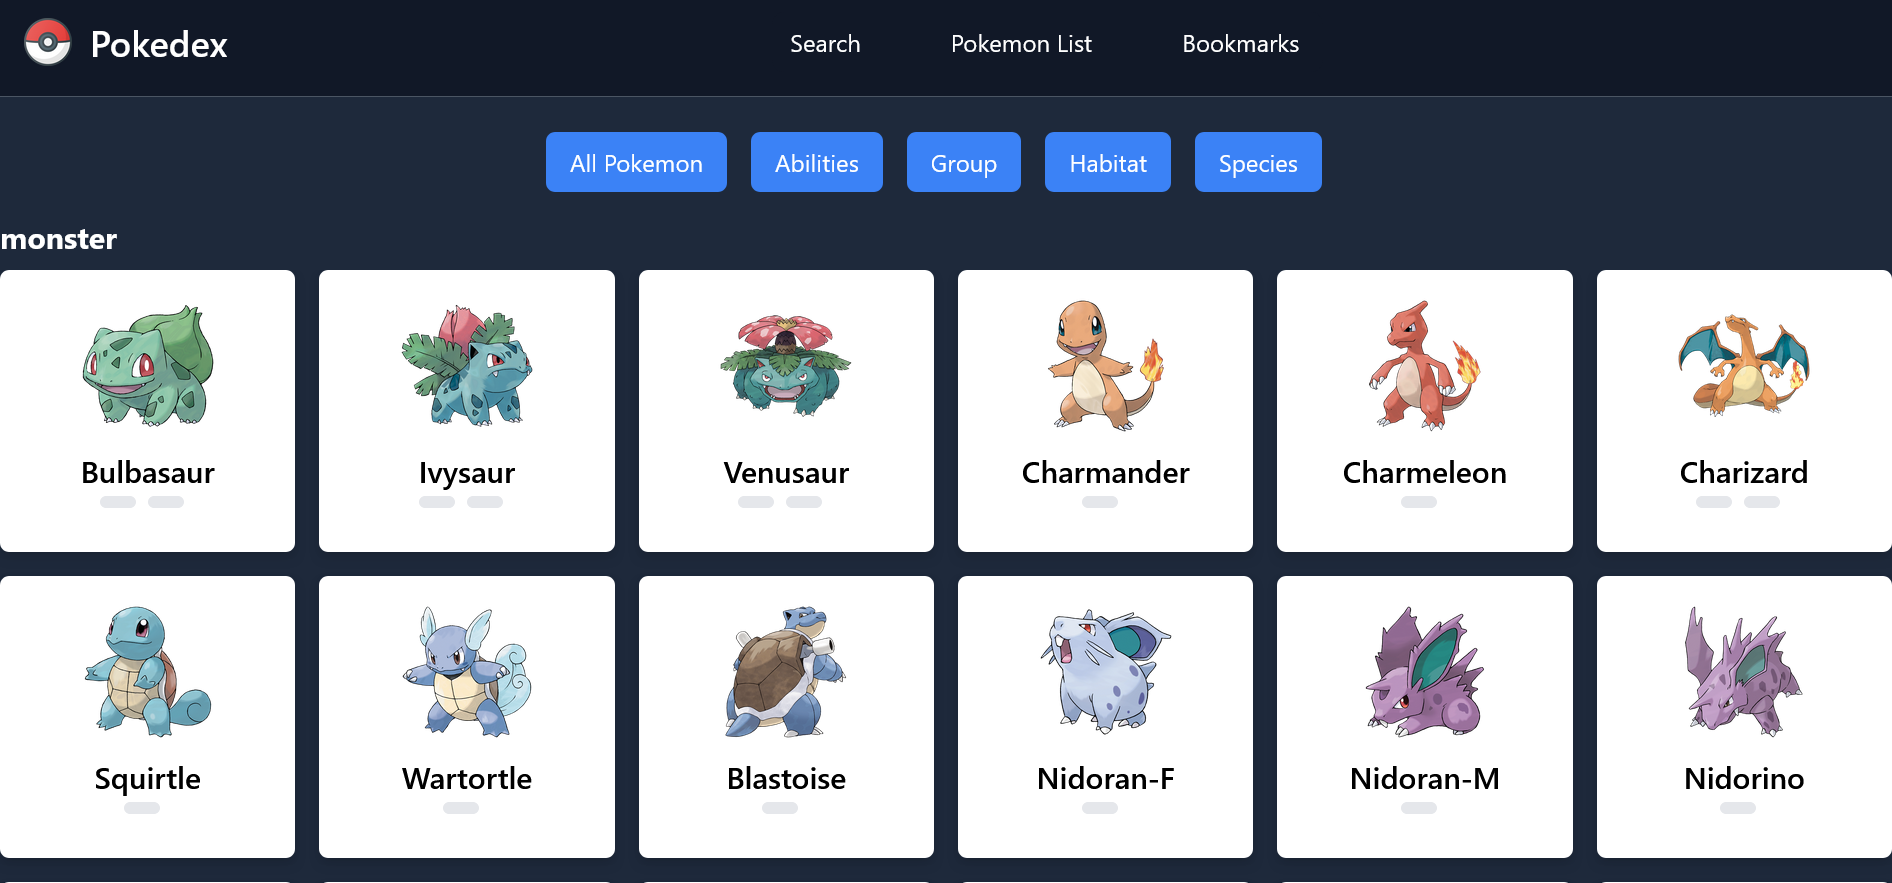 Pokedex
Search Pokemon List Bookmarks
All Pokemon Abilities Group Habitat Species
monster
Bulbasaur Ivysaur Venusaur Charmander Charmeleon Charizard
Squirtle Wartortle Blastoise Nidoran-F Nidoran-M Nidorino